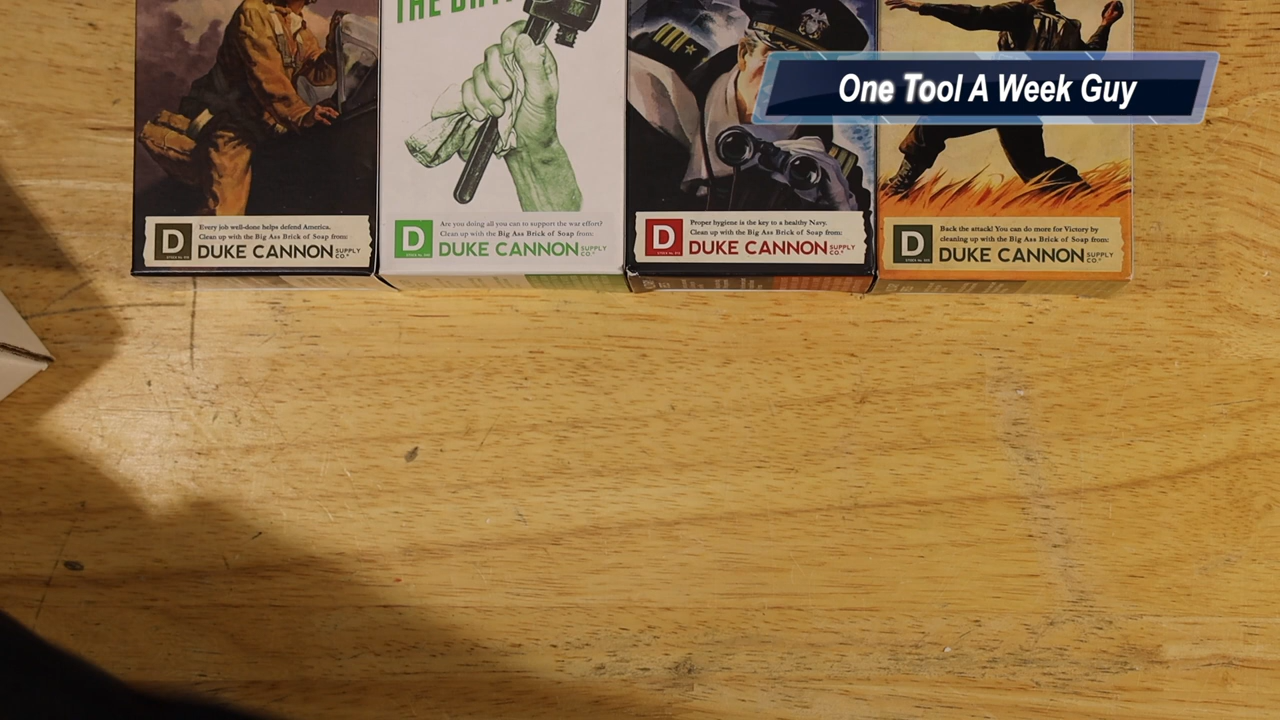 One Tool A Week Guy
D
Every job well-done helps defend America.
Clean up with the Big Ass Brick of Soap from:
DUKE CANNON SUPPLY CO.
THE
D
Are you doing all you can to support the war effort?
Clean up with the Big Ass Brick of Soap from:
DUKE CANNON SUPPLY CO.
D
Proper hygiene is the key to a healthy Navy.
Clean up with the Big Ass Brick of Soap from:
DUKE CANNON SUPPLY CO.
D
Back the attack! You can do more for Victory by
cleaning up with the Big Ass Brick of Soap from:
DUKE CANNON SUPPLY CO.